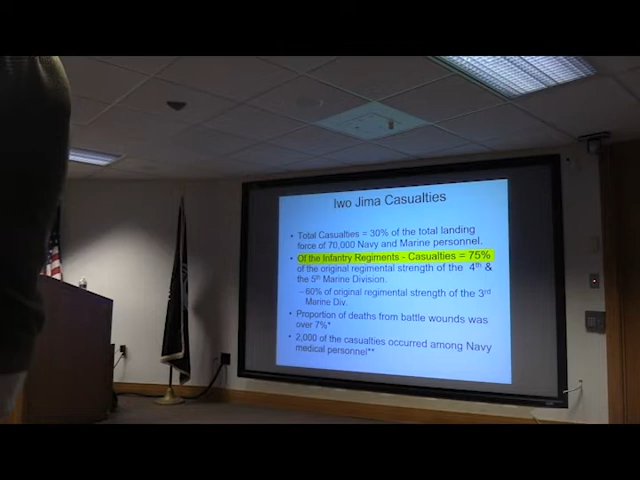 Iwo Jima Casualties
• Total Casualties = 30% of the total landing
force of 70,000 Navy and Marine personnel.
• Of the Infantry Regiments - Casualties = 75%
of the original regimental strength of the 4th &
the 5th Marine Division.
– 60% of original regimental strength of the 3rd
Marine Div.
• Proportion of deaths from battle wounds was
over 7%*
• 2,000 of the casualties occurred among Navy
medical personnel**